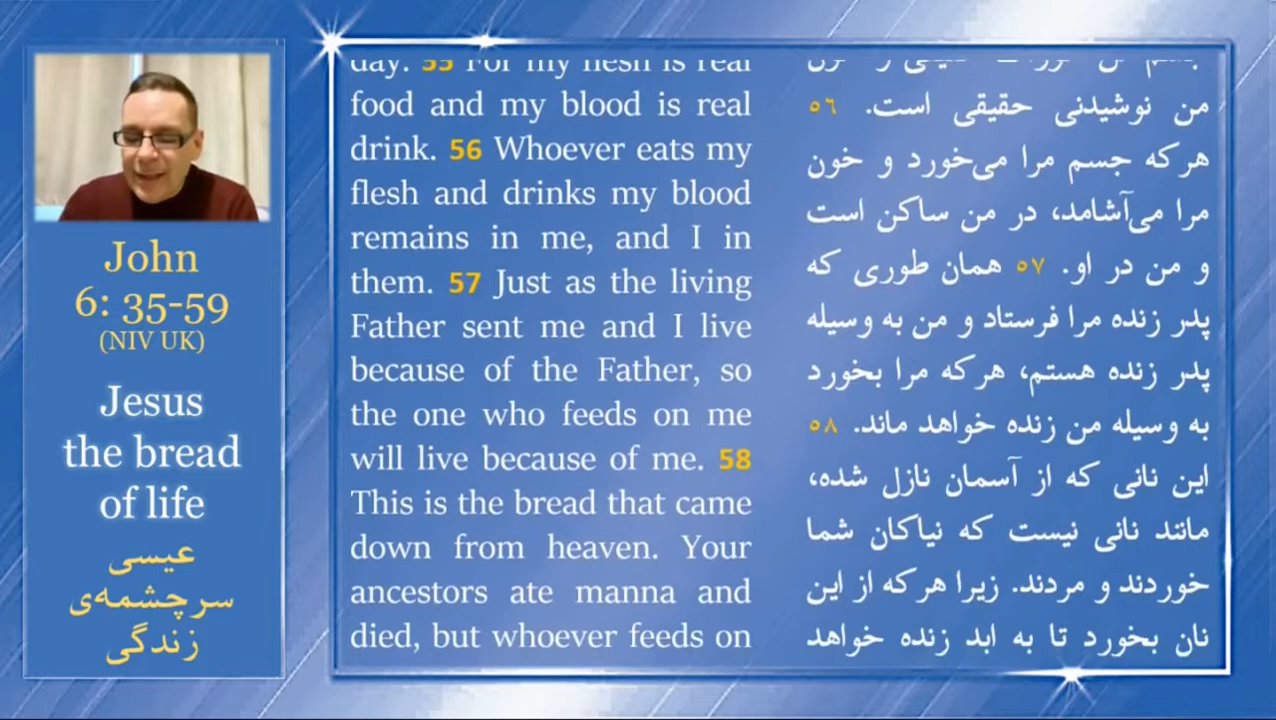 John
6: 35-59
(NIV UK)
Jesus
the bread
of life
عیسی
سرچشمه‌ی
زندگی
day. 55 For my flesh is real
food and my blood is real
drink. 56 Whoever eats my
flesh and drinks my blood
remains in me, and I in
them. 57 Just as the living
Father sent me and I live
because of the Father, so
the one who feeds on me
will live because of me. 58
This is the bread that came
down from heaven. Your
ancestors ate manna and
died, but whoever feeds on
من نوشیدنی حقیقی است. ۵۶
هرکه جسم مرا می‌خورد و خون
مرا می‌آشامد، در من ساکن است
و من در او. ۵۷ همان طوری که
پدر زنده مرا فرستاد و من به وسیله
پدر زنده هستم، هرکه مرا بخورد
به وسیله من زنده خواهد ماند. ۵۸
این نانی که از آسمان نازل شده،
مانند نانی نیست که نیاکان شما
خوردند و مردند. زیرا هرکه از این
نان بخورد تا به ابد زنده خواهد